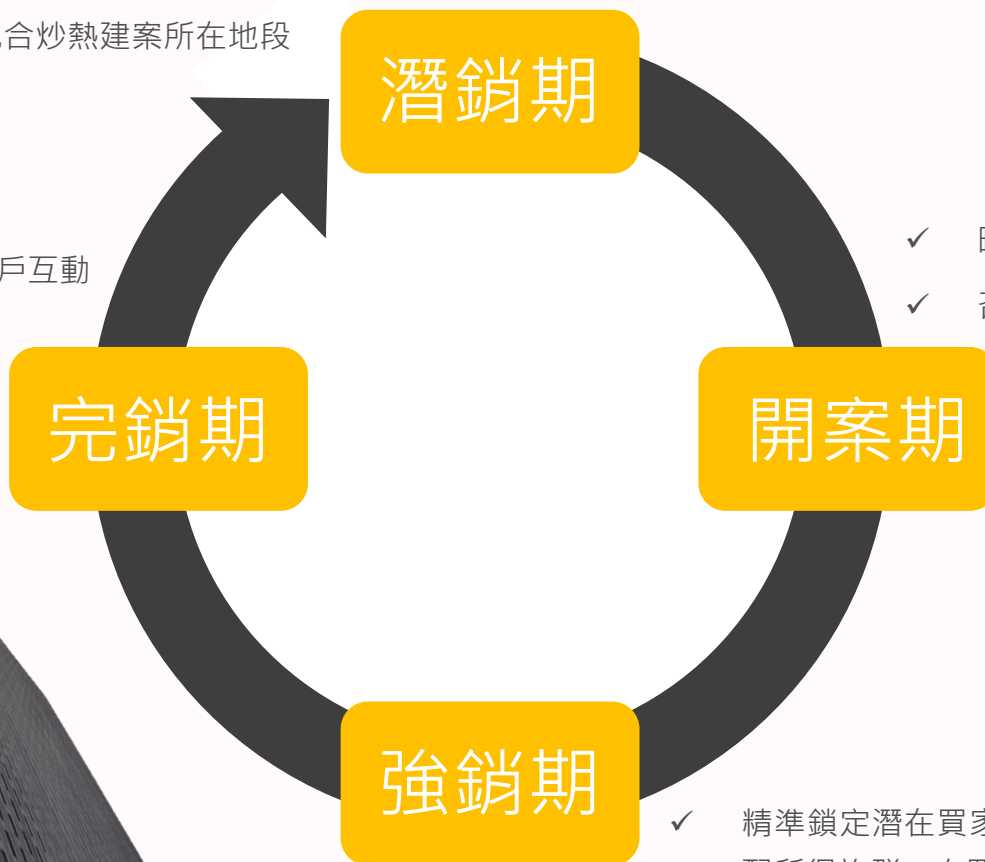 合炒熱建案所在地段
潛銷期
戶互動
✓
✓
完銷期
開案期
強銷期
✓ 精準鎖定潛在買家